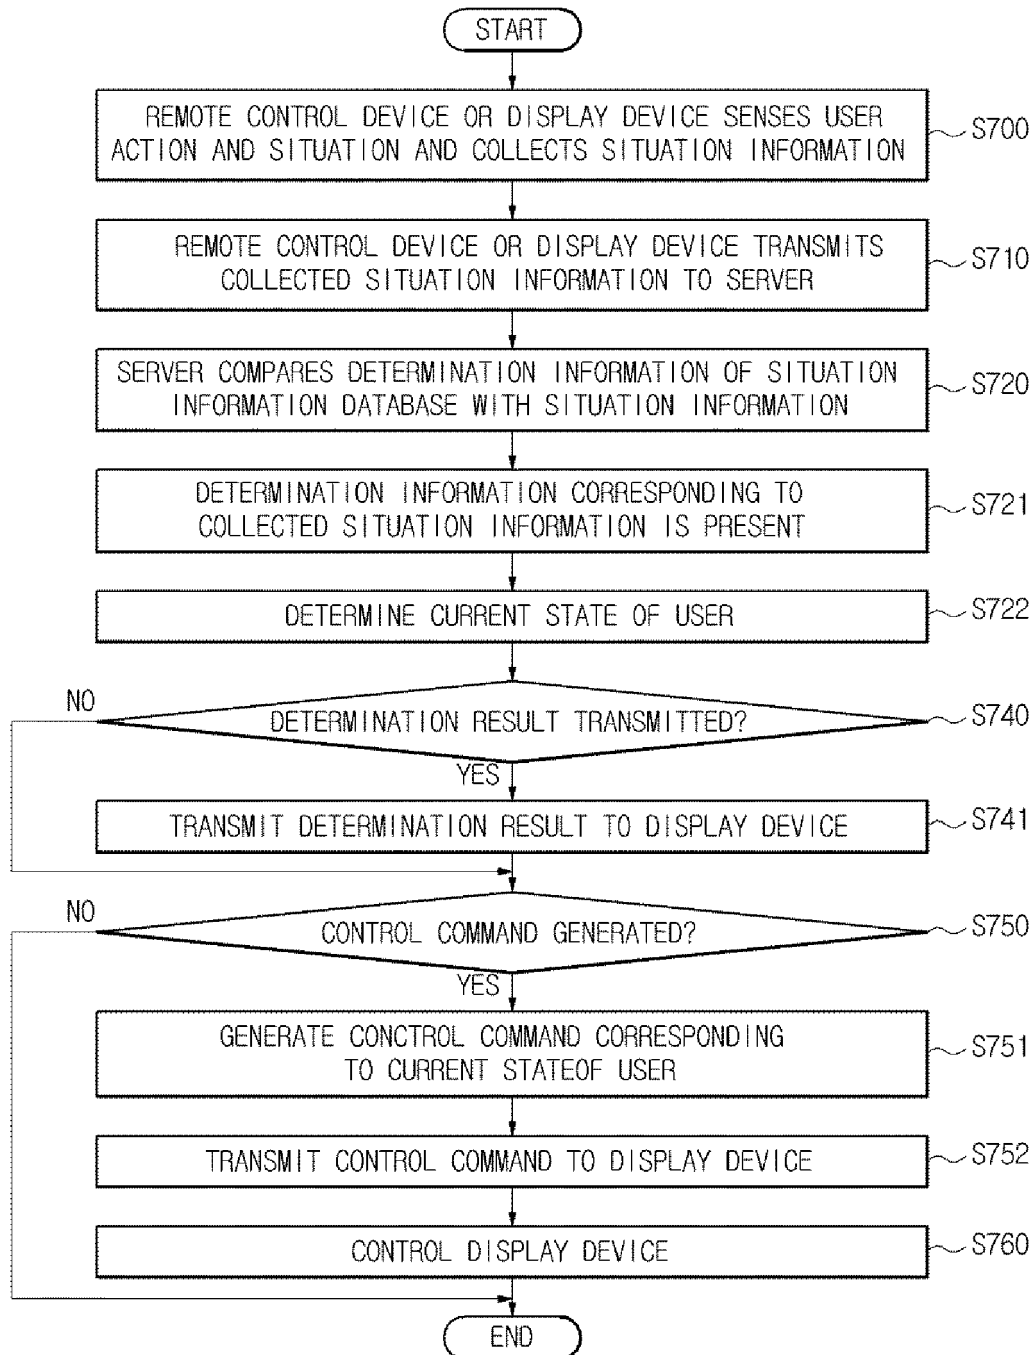 START
REMOTE CONTROL DEVICE OR DISPLAY DEVICE SENSES USER
ACTION AND SITUATION AND COLLECTS SITUATION INFORMATION
S700
REMOTE CONTROL DEVICE OR DISPLAY DEVICE TRANSMITS
COLLECTED SITUATION INFORMATION TO SERVER
S710
SERVER COMPARES DETERMINATION INFORMATION OF SITUATION
INFORMATION DATABASE WITH SITUATION INFORMATION
S720
DETERMINATION INFORMATION CORRESPONDING TO
COLLECTED SITUATION INFORMATION IS PRESENT
S721
DETERMINE CURRENT STATE OF USER
S722
NO
DETERMINATION RESULT TRANSMITTED?
S740
YES
TRANSMIT DETERMINATION RESULT TO DISPLAY DEVICE
S741
NO
CONTROL COMMAND GENERATED?
S750
YES
GENERATE CONCTROL COMMAND CORRESPONDING
TO CURRENT STATEOF USER
S751
TRANSMIT CONTROL COMMAND TO DISPLAY DEVICE
S752
CONTROL DISPLAY DEVICE
S760
END